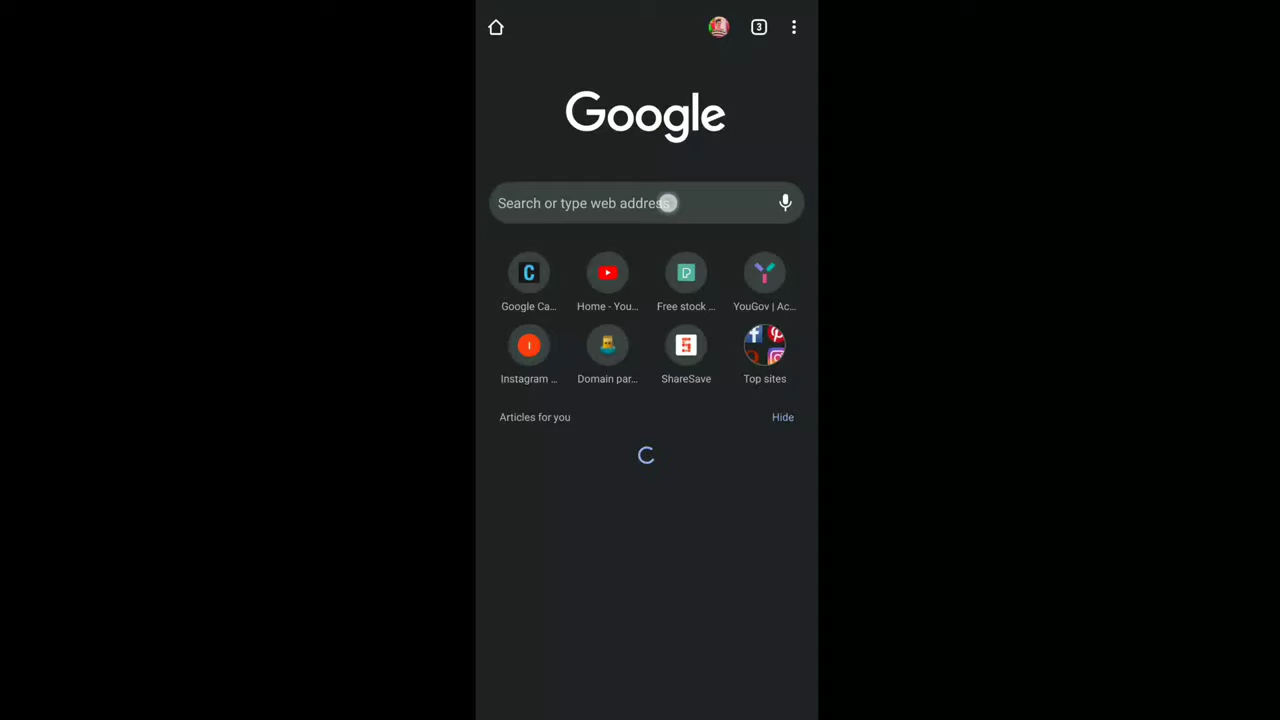 3
Google
Search or type web address
Google Ca...
Home - You...
Free stock ...
YouGov | Ac...
Instagram ...
Domain par...
ShareSave
Top sites
Articles for you
Hide